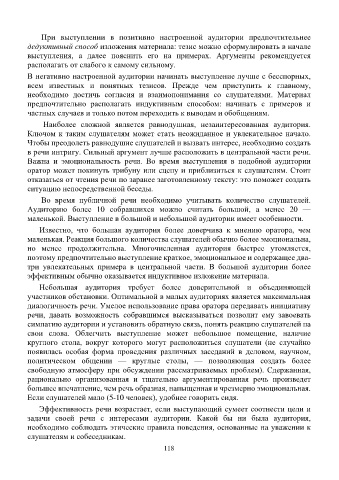 При выступлении в позитивно настроенной аудитории предпочтительнее
дедуктивный способ изложения материала: тезис можно сформулировать в начале
выступления, а далее пояснить его на примерах. Аргументы рекомендуется
располагать от слабого к самому сильному.
В негативно настроенной аудитории начинать выступление лучше с бесспорных,
всем известных и понятных тезисов. Прежде чем приступить к главному,
необходимо достичь согласия и взаимопонимания со слушателями. Материал
предпочтительно располагать индуктивным способом: начинать с примеров и
частных случаев и только потом переходить к выводам и обобщениям.
Наиболее сложной является равнодушная, незаинтересованная аудитория.
Ключом к таким слушателям может стать неожиданное и увлекательное начало.
Чтобы преодолеть равнодушие слушателей и вызвать интерес, необходимо создать
в речи интригу. Сильный аргумент лучше расположить в центральной части речи.
Важна и эмоциональность речи. Во время выступления в подобной аудитории
оратор может покинуть трибуну или сцену и приблизиться к слушателям. Стоит
отказаться от чтения речи по заранее заготовленному тексту: это поможет создать
ситуацию непосредственной беседы.
Во время публичной речи необходимо учитывать количество слушателей.
Аудиторию более 10 собравшихся можно считать большой, а менее 20 —
маленькой. Выступление в большой и небольшой аудитории имеет особенности.
Известно, что большая аудитория более доверчива к мнению оратора, чем
маленькая. Реакция большого количества слушателей обычно более эмоциональна,
но менее продолжительна. Многочисленная аудитория быстрее утомляется,
поэтому предпочтительно выступление краткое, эмоциональное и содержащее два-
три увлекательных примера в центральной части. В большой аудитории более
эффективным обычно оказывается индуктивное изложение материала.
Небольшая аудитория требует более доверительной и объединяющей
участников обстановки. Оптимальной в малых аудиториях является максимальная
диалогичность речи. Умелое использование права оратора передавать инициативу
речи, давать возможность собравшимся высказываться позволит ему завоевать
симпатию аудитории и установить обратную связь, понять реакцию слушателей на
свои слова. Облегчить выступление может небольшое помещение, наличие
круглого стола, вокруг которого могут расположиться слушатели (не случайно
появилась особая форма проведения различных заседаний в деловом, научном,
политическом общении — круглые столы, — позволяющая создать более
свободную атмосферу при обсуждении рассматриваемых проблем). Сдержанная,
рационально организованная и тщательно аргументированная речь произведет
большее впечатление, чем речь образная, напыщенная и чрезмерно эмоциональная.
Если слушателей мало (5-10 человек), удобнее говорить сидя.
Эффективность речи возрастает, если выступающий сумеет соотнести цели и
задачи своей речи с интересами аудитории. Какой бы ни была аудитория,
необходимо соблюдать этические правила поведения, основанные на уважении к
слушателям и собеседникам.
118